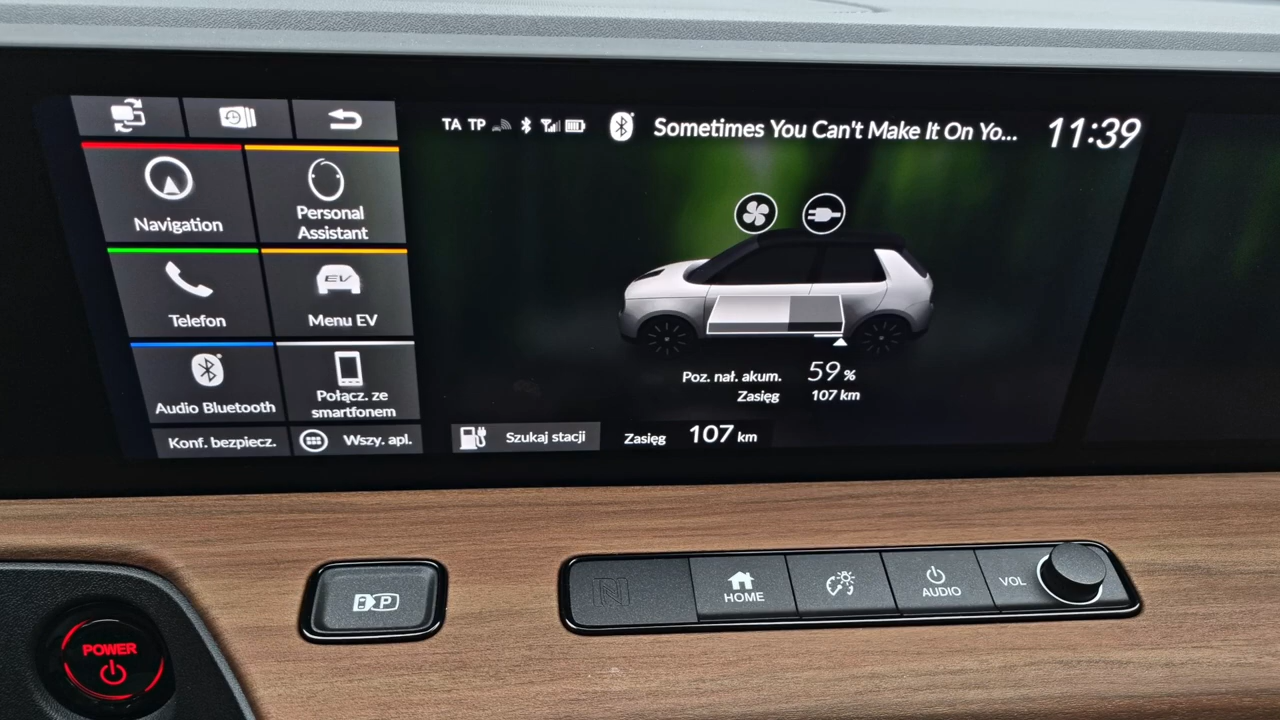 TA TP
Sometimes You Can't Make It On Yo...
11:39
Navigation
Personal
Assistant
Telefon
EV
Menu EV
Audio Bluetooth
Połącz. ze
smartfonem
Konf. bezpiecz.
Wszy. apl.
Poz. nał. akum. 59 %
Zasięg 107 km
Szukaj stacji
Zasięg 107 km
POWER
P
N
HOME
AUDIO
VOL